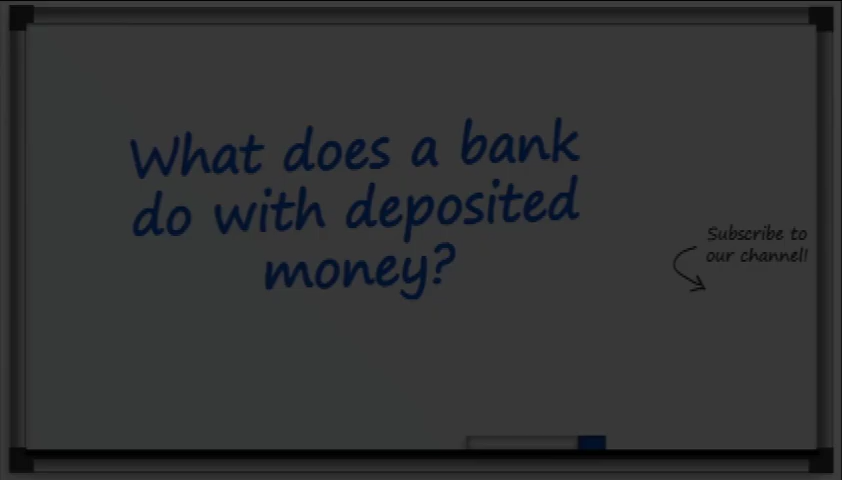 What does a bank
do with deposited
money?
Subscribe to
our channel!